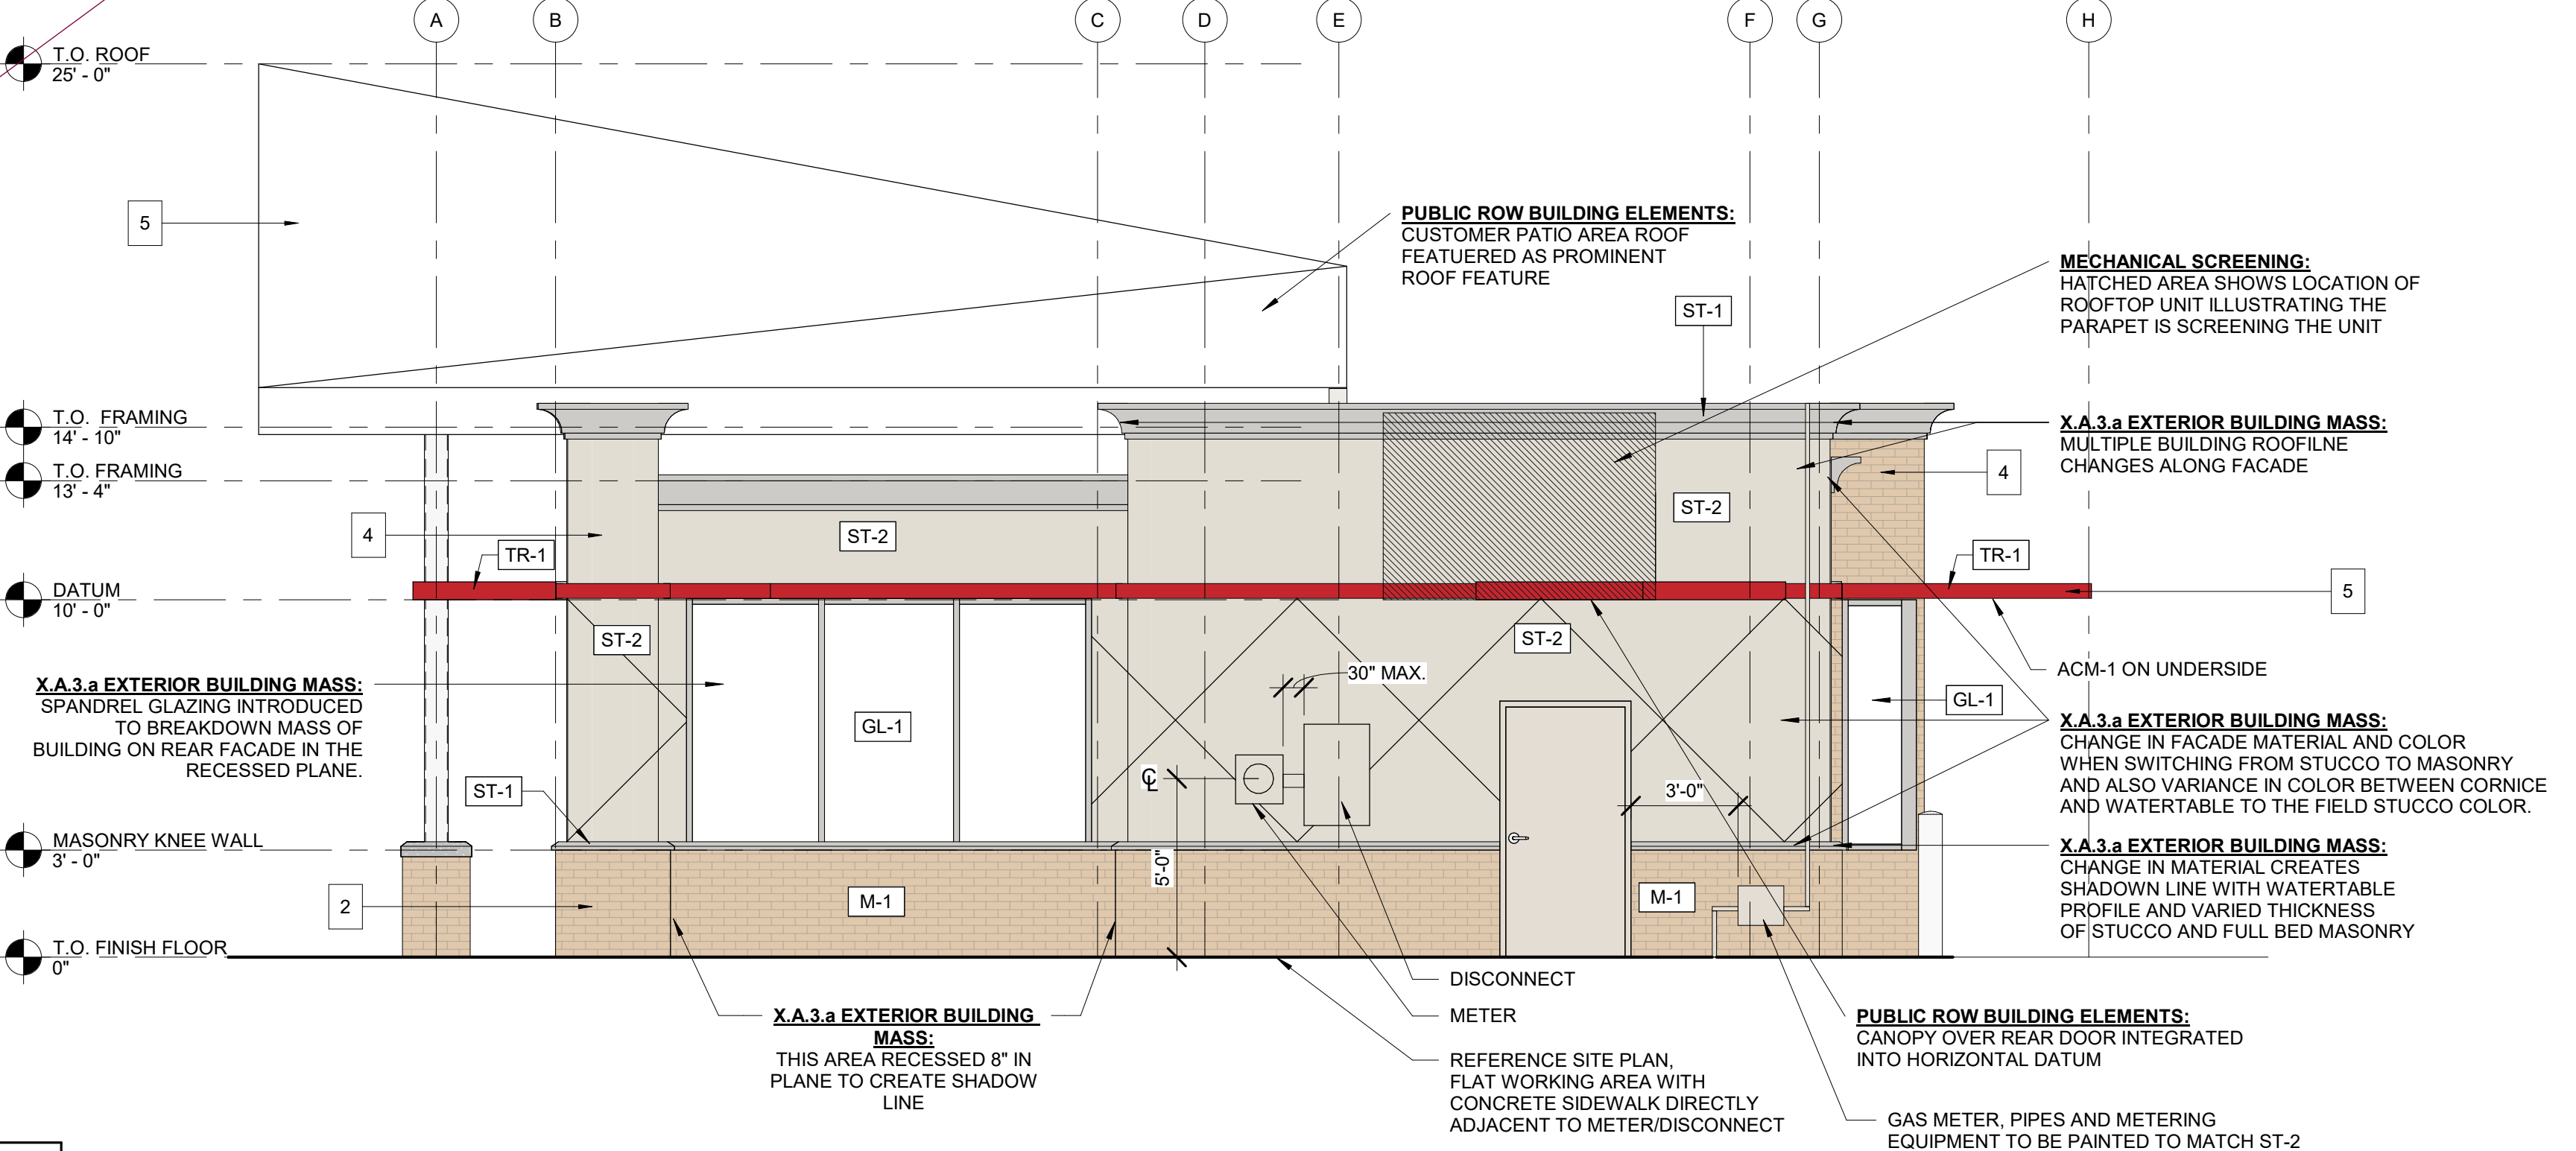 A
B
C
D
E
F
G
H
T.O. ROOF
25' - 0"
5
PUBLIC ROW BUILDING ELEMENTS:
CUSTOMER PATIO AREA ROOF
FEATUERED AS PROMINENT
ROOF FEATURE
MECHANICAL SCREENING:
HATCHED AREA SHOWS LOCATION OF
ROOFTOP UNIT ILLUSTRATING THE
PARAPET IS SCREENING THE UNIT
ST-1
T.O. FRAMING
14' - 10"
X.A.3.a EXTERIOR BUILDING MASS:
MULTIPLE BUILDING ROOFILNE
CHANGES ALONG FACADE
T.O. FRAMING
13' - 4"
4
ST-2
4
ST-2
TR-1
TR-1
DATUM
10' - 0"
5
ST-2
ST-2
ACM-1 ON UNDERSIDE
30" MAX.
X.A.3.a EXTERIOR BUILDING MASS:
SPANDREL GLAZING INTRODUCED
TO BREAKDOWN MASS OF
BUILDING ON REAR FACADE IN THE
RECESSED PLANE.
GL-1
GL-1
X.A.3.a EXTERIOR BUILDING MASS:
CHANGE IN FACADE MATERIAL AND COLOR
WHEN SWITCHING FROM STUCCO TO MASONRY
AND ALSO VARIANCE IN COLOR BETWEEN CORNICE
AND WATERTABLE TO THE FIELD STUCCO COLOR.
CL
ST-1
3'-0"
MASONRY KNEE WALL
3' - 0"
5'-0"
X.A.3.a EXTERIOR BUILDING MASS:
CHANGE IN MATERIAL CREATES
SHADOWN LINE WITH WATERTABLE
PROFILE AND VARIED THICKNESS
OF STUCCO AND FULL BED MASONRY
2
M-1
M-1
T.O. FINISH FLOOR
0"
DISCONNECT
METER
X.A.3.a EXTERIOR BUILDING
MASS:
THIS AREA RECESSED 8" IN
PLANE TO CREATE SHADOW
LINE
REFERENCE SITE PLAN,
FLAT WORKING AREA WITH
CONCRETE SIDEWALK DIRECTLY
ADJACENT TO METER/DISCONNECT
PUBLIC ROW BUILDING ELEMENTS:
CANOPY OVER REAR DOOR INTEGRATED
INTO HORIZONTAL DATUM
GAS METER, PIPES AND METERING
EQUIPMENT TO BE PAINTED TO MATCH ST-2